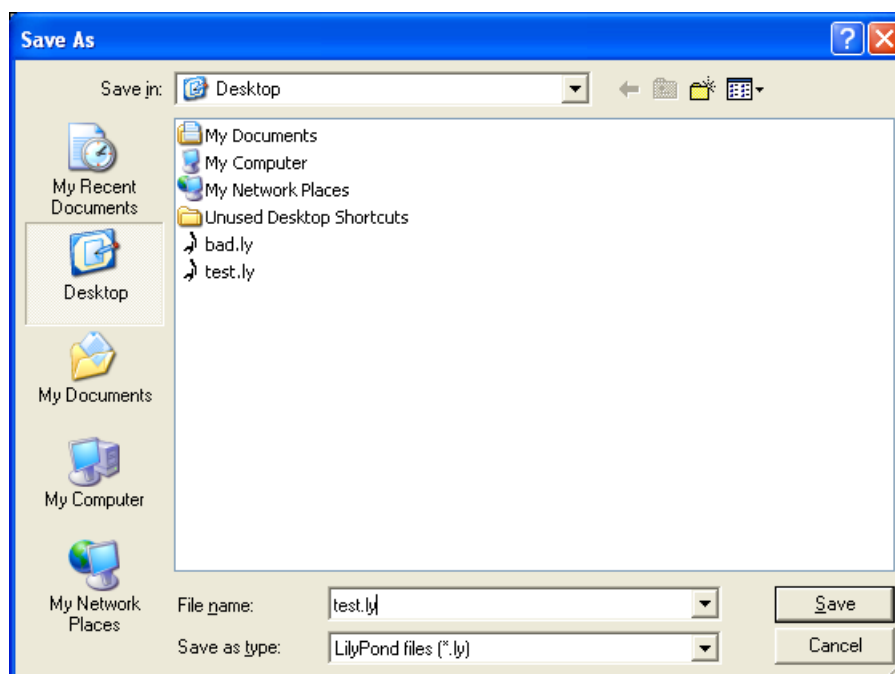 Save As
Save in: Desktop
My Documents
My Computer
My Network Places
Unused Desktop Shortcuts
bad.ly
test.ly
My Recent
Documents
Desktop
My Documents
My Computer
My Network
Places
File name: test.ly Save
Save as type: LilyPond files (*.ly) Cancel